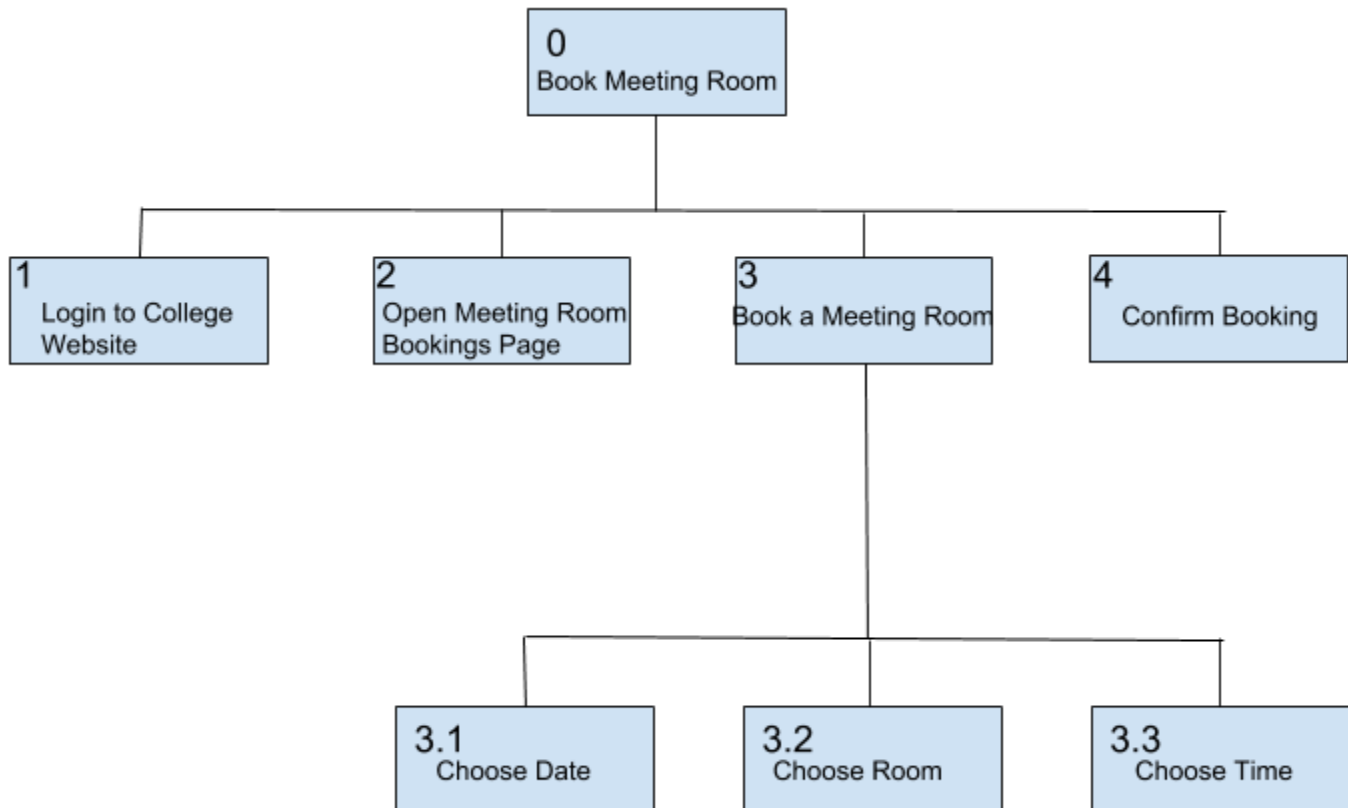 0
Book Meeting Room
1
Login to College
Website
2
Open Meeting Room
Bookings Page
3
Book a Meeting Room
4
Confirm Booking
3.1
Choose Date
3.2
Choose Room
3.3
Choose Time